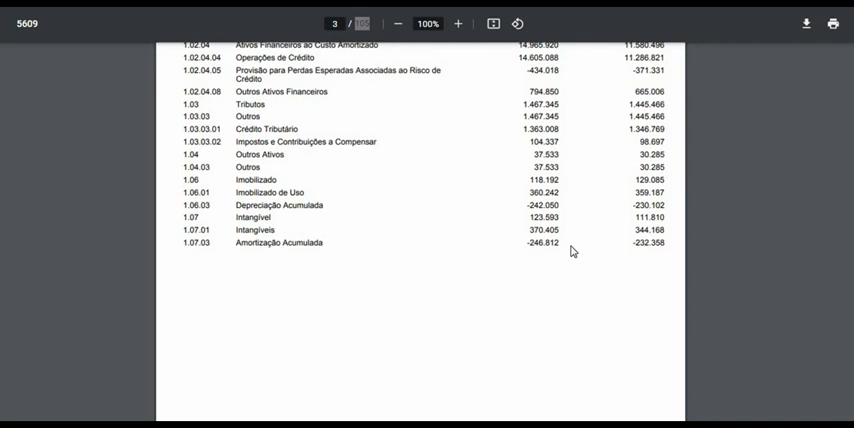 5609 3 / 105 100%
1.02.04 Ativos Financeiros ao Custo Amortizado 14.965.920 11.580.496
1.02.04.04 Operações de Crédito 14.605.088 11.286.821
1.02.04.05 Provisão para Perdas Esperadas Associadas ao Risco de -434.018 -371.331
Crédito
1.02.04.08 Outros Ativos Financeiros 794.850 665.006
1.03 Tributos 1.467.345 1.445.466
1.03.03 Outros 1.467.345 1.445.466
1.03.03.01 Crédito Tributário 1.363.008 1.346.769
1.03.03.02 Impostos e Contribuições a Compensar 104.337 98.697
1.04 Outros Ativos 37.533 30.285
1.04.03 Outros 37.533 30.285
1.06 Imobilizado 118.192 129.085
1.06.01 Imobilizado de Uso 360.242 359.187
1.06.03 Depreciação Acumulada -242.050 -230.102
1.07 Intangível 123.593 111.810
1.07.01 Intangíveis 370.405 344.168
1.07.03 Amortização Acumulada -246.812 -232.358